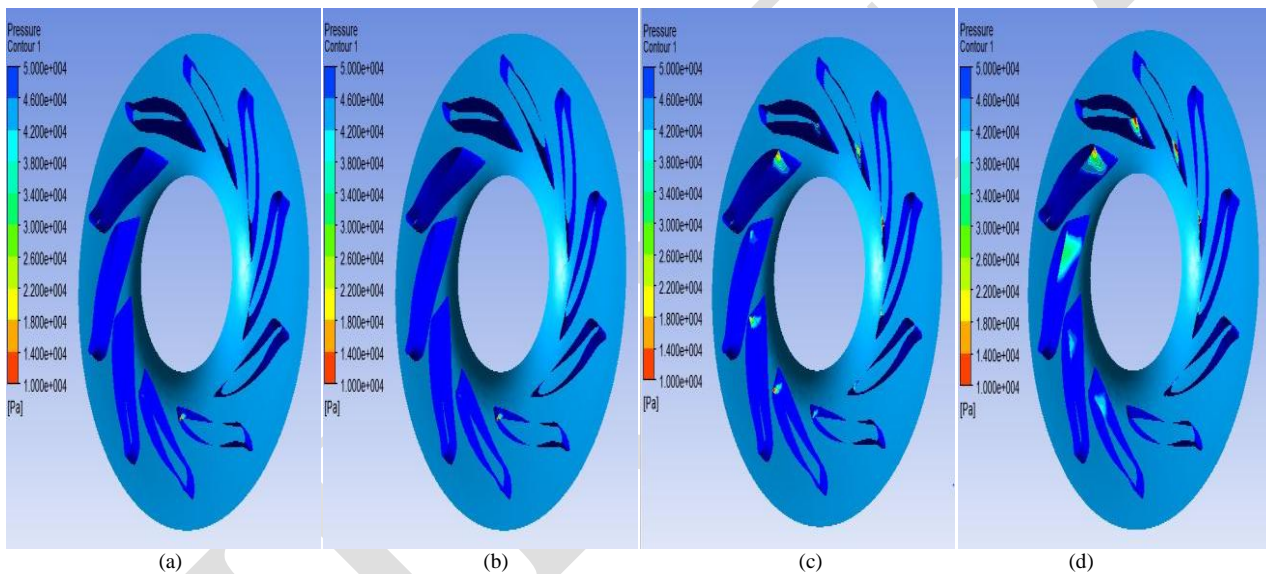 Pressure
Contour 1
5.000e+004
4.600e+004
4.200e+004
3.800e+004
3.400e+004
3.000e+004
2.600e+004
2.200e+004
1.800e+004
1.400e+004
1.000e+004
[Pa]
(a)
Pressure
Contour 1
5.000e+004
4.600e+004
4.200e+004
3.800e+004
3.400e+004
3.000e+004
2.600e+004
2.200e+004
1.800e+004
1.400e+004
1.000e+004
[Pa]
(b)
Pressure
Contour 1
5.000e+004
4.600e+004
4.200e+004
3.800e+004
3.400e+004
3.000e+004
2.600e+004
2.200e+004
1.800e+004
1.400e+004
1.000e+004
[Pa]
(c)
Pressure
Contour 1
5.000e+004
4.600e+004
4.200e+004
3.800e+004
3.400e+004
3.000e+004
2.600e+004
2.200e+004
1.800e+004
1.400e+004
1.000e+004
[Pa]
(d)